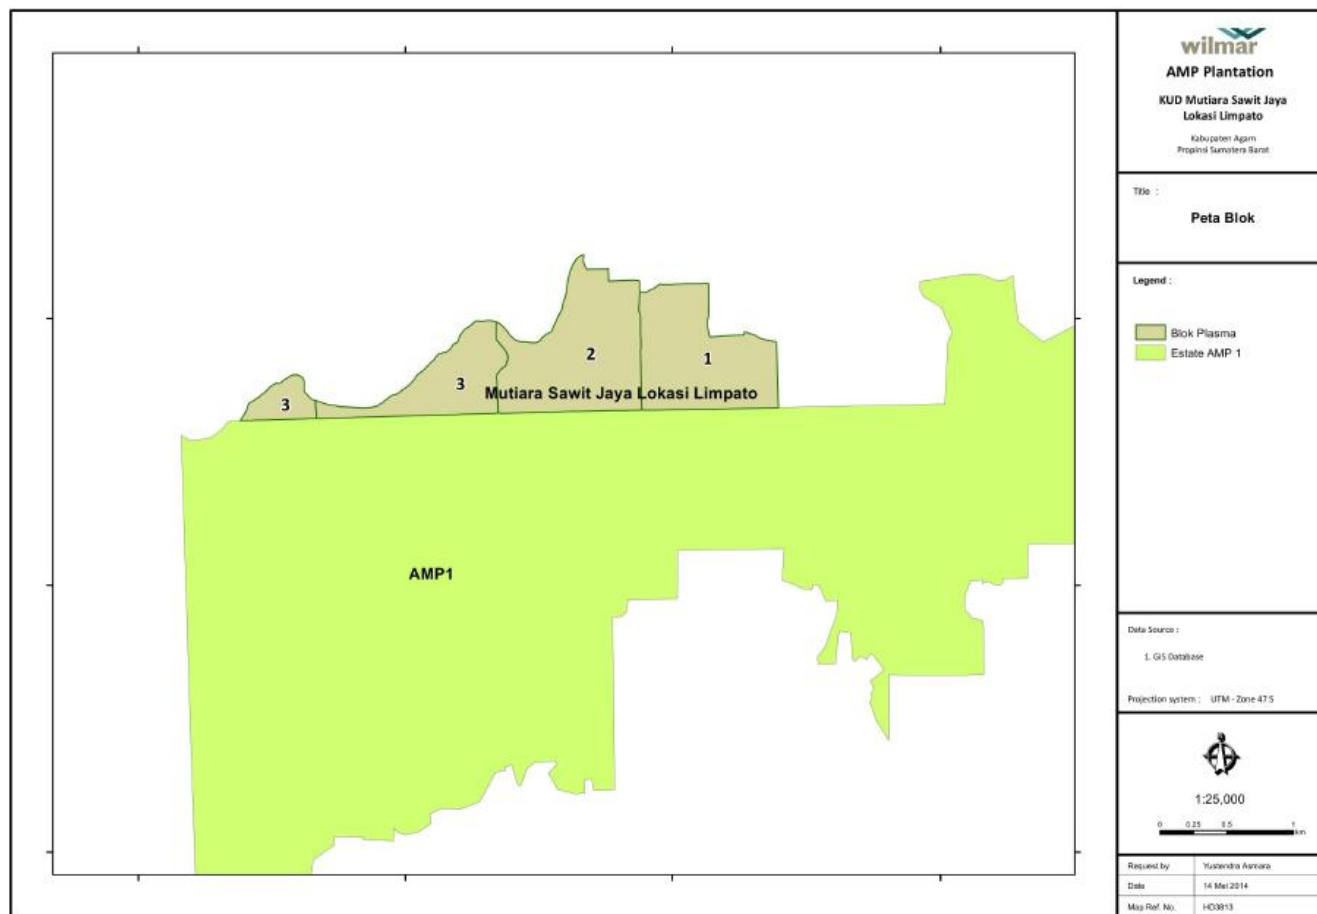 wilmar
AMP Plantation
KUD Mutiara Sawit Jaya
Lokasi Limpato
Kabupaten Agam
Propinsi Sumatera Barat
Title :
Peta Blok
Legend :
Blok Plasma
Estate AMP 1
2
1
3
Mutiara Sawit Jaya Lokasi Limpato
3
AMP1
Data Source :
1. GIS Database
Projection system : UTM - Zone 47 S
1:25,000
0 0.25 0.5 1
km
Request by Yustendra Asmara
Date 14 Mei 2014
Map Ref. No. HD3813